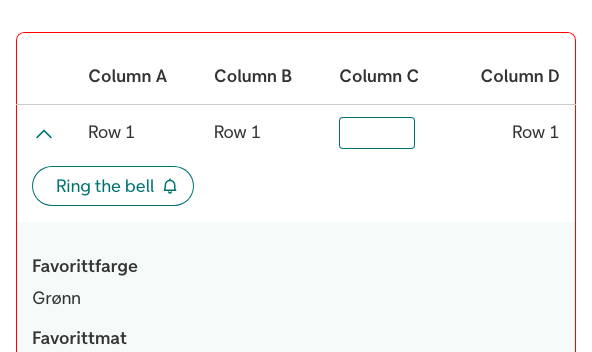 Column A Column B Column C Column D
Row 1 Row 1 Row 1
Ring the bell
Favorittfarge
Grønn
Favorittmat